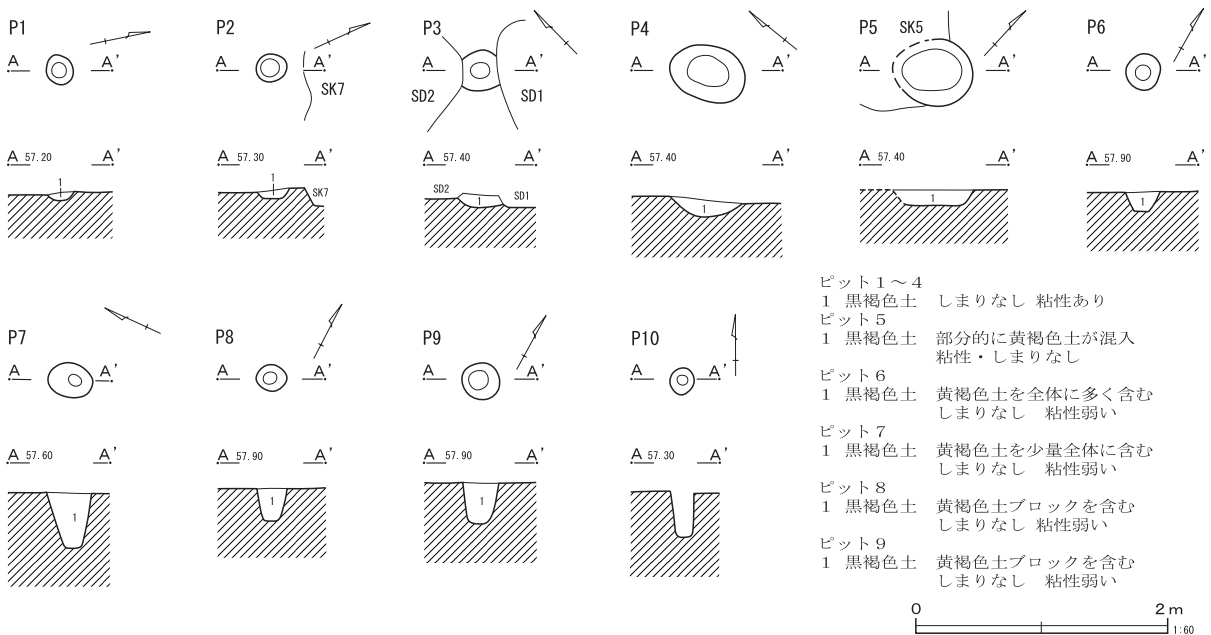 P1
P2
P3
P4
P5 SK5
P6
A A'
A A'
SK7
A A'
SD2 SD1
A A'
A A'
A A'
A 57.20 A'
A 57.30 A'
A 57.40 A'
A 57.40 A'
A 57.40 A'
A 57.90 A'
1
1 SK7
SD2 1 SD1
1
1
1
P7
P8
P9
P10
A A'
A A'
A A'
A A'
A 57.60 A'
A 57.90 A'
A 57.90 A'
A 57.30 A'
1
1
1
ピット1～4
1 黒褐色土 しまりなし 粘性あり
ピット5
1 黒褐色土 部分的に黄褐色土が混入
粘性・しまりなし
ピット6
1 黒褐色土 黄褐色土を全体に多く含む
しまりなし 粘性弱い
ピット7
1 黒褐色土 黄褐色土を少量全体に含む
しまりなし 粘性弱い
ピット8
1 黒褐色土 黄褐色土ブロックを含む
しまりなし 粘性弱い
ピット9
1 黒褐色土 黄褐色土ブロックを含む
しまりなし 粘性弱い
0 2m
1:60